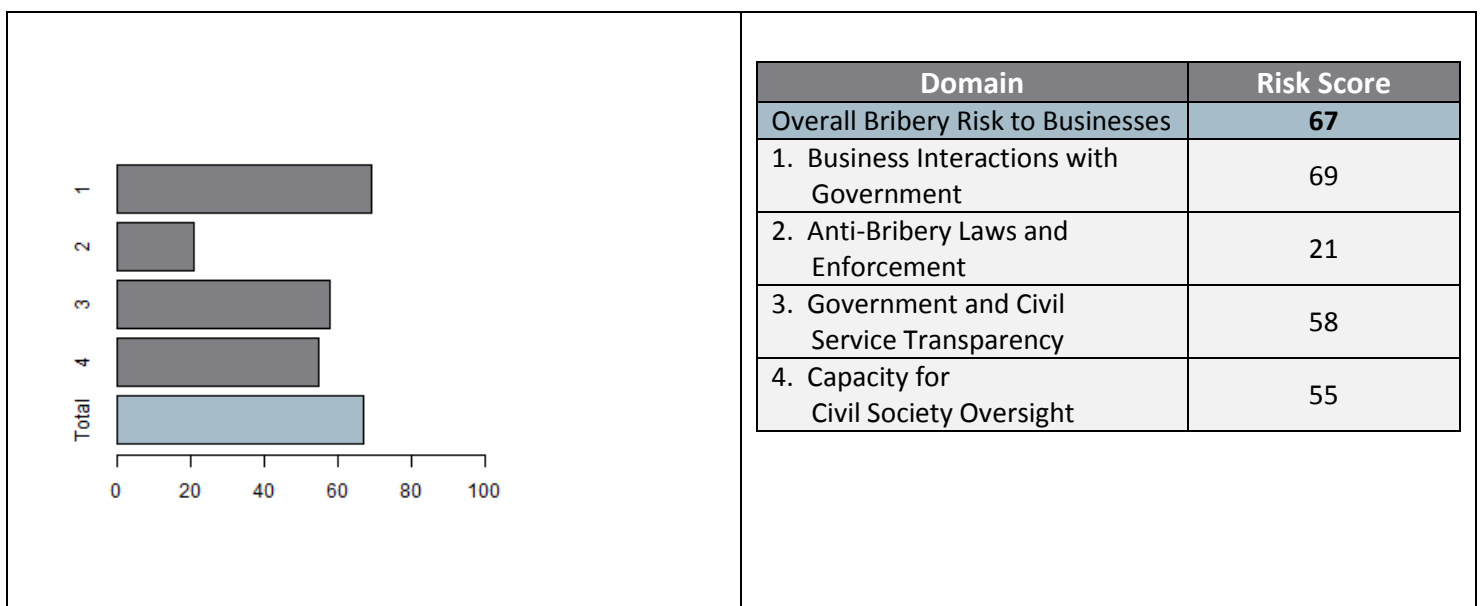 1
2
3
4
Total
0 20 40 60 80 100
Domain Risk Score
Overall Bribery Risk to Businesses 67
1. Business Interactions with
Government 69
2. Anti-Bribery Laws and
Enforcement 21
3. Government and Civil
Service Transparency 58
4. Capacity for
Civil Society Oversight 55